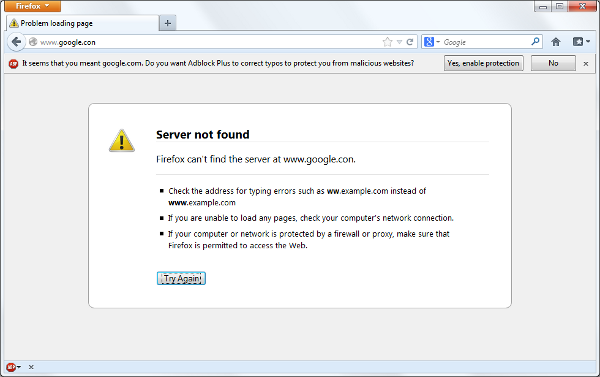 Firefox
Problem loading page
www.google.con
Google
ABP It seems that you meant google.com. Do you want Adblock Plus to correct typos to protect you from malicious websites? Yes, enable protection No
Server not found
Firefox can't find the server at www.google.con.
Check the address for typing errors such as ww.example.com instead of
www.example.com
If you are unable to load any pages, check your computer's network connection.
If your computer or network is protected by a firewall or proxy, make sure that
Firefox is permitted to access the Web.
Try Again
ABP